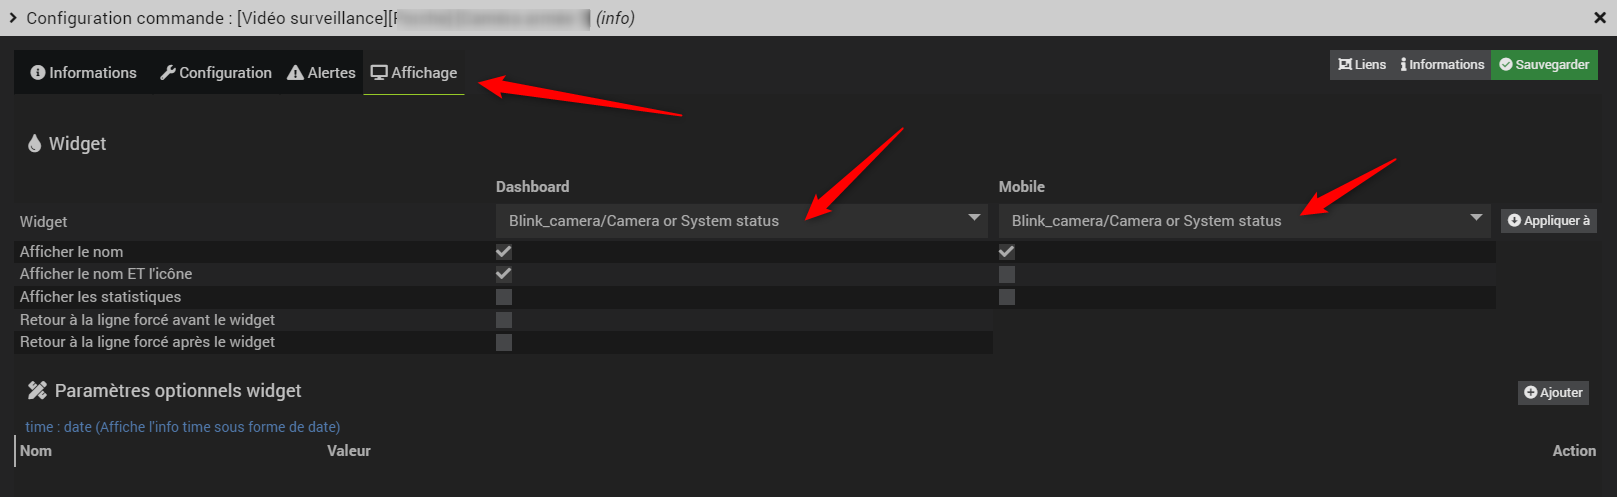 Configuration commande : [Vidéo surveillance][ (info)
Informations Configuration Alertes Affichage
Liens Informations Sauvegarder
Widget
Dashboard Mobile
Widget Blink_camera/Camera or System status Blink_camera/Camera or System status Appliquer à
Afficher le nom
Afficher le nom ET l'icône
Afficher les statistiques
Retour à la ligne forcé avant le widget
Retour à la ligne forcé après le widget
Paramètres optionnels widget Ajouter
time : date (Affiche l'info time sous forme de date)
Nom Valeur Action